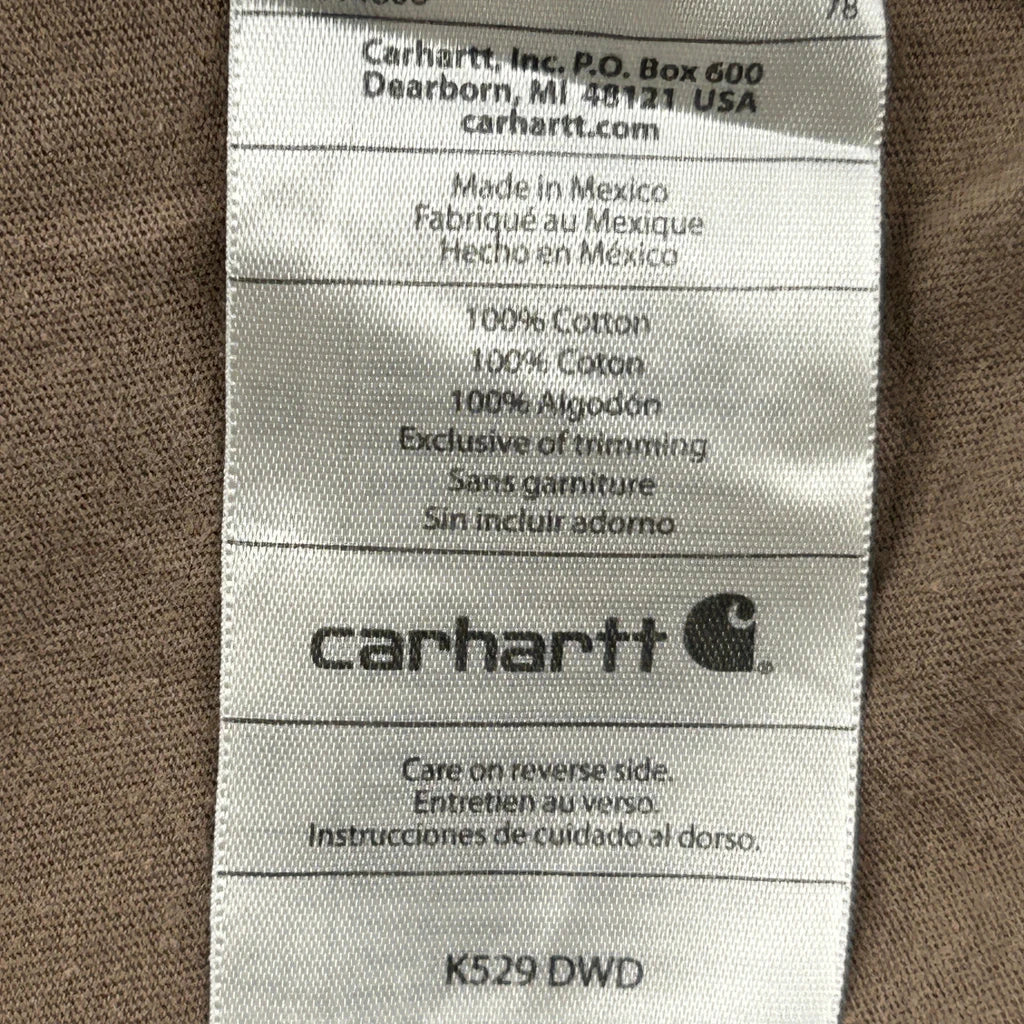 78
Carhartt, Inc. P.O. Box 600
Dearborn, MI 48121 USA
carhartt.com
Made in Mexico
Fabriqué au Mexique
Hecho en México
100% Cotton
100% Coton
100% Algodón
Exclusive of trimming
Sans garniture
Sin incluir adorno
carhartt
Care on reverse side.
Entretien au verso.
Instrucciones de cuidado al dorso.
K529 DWD